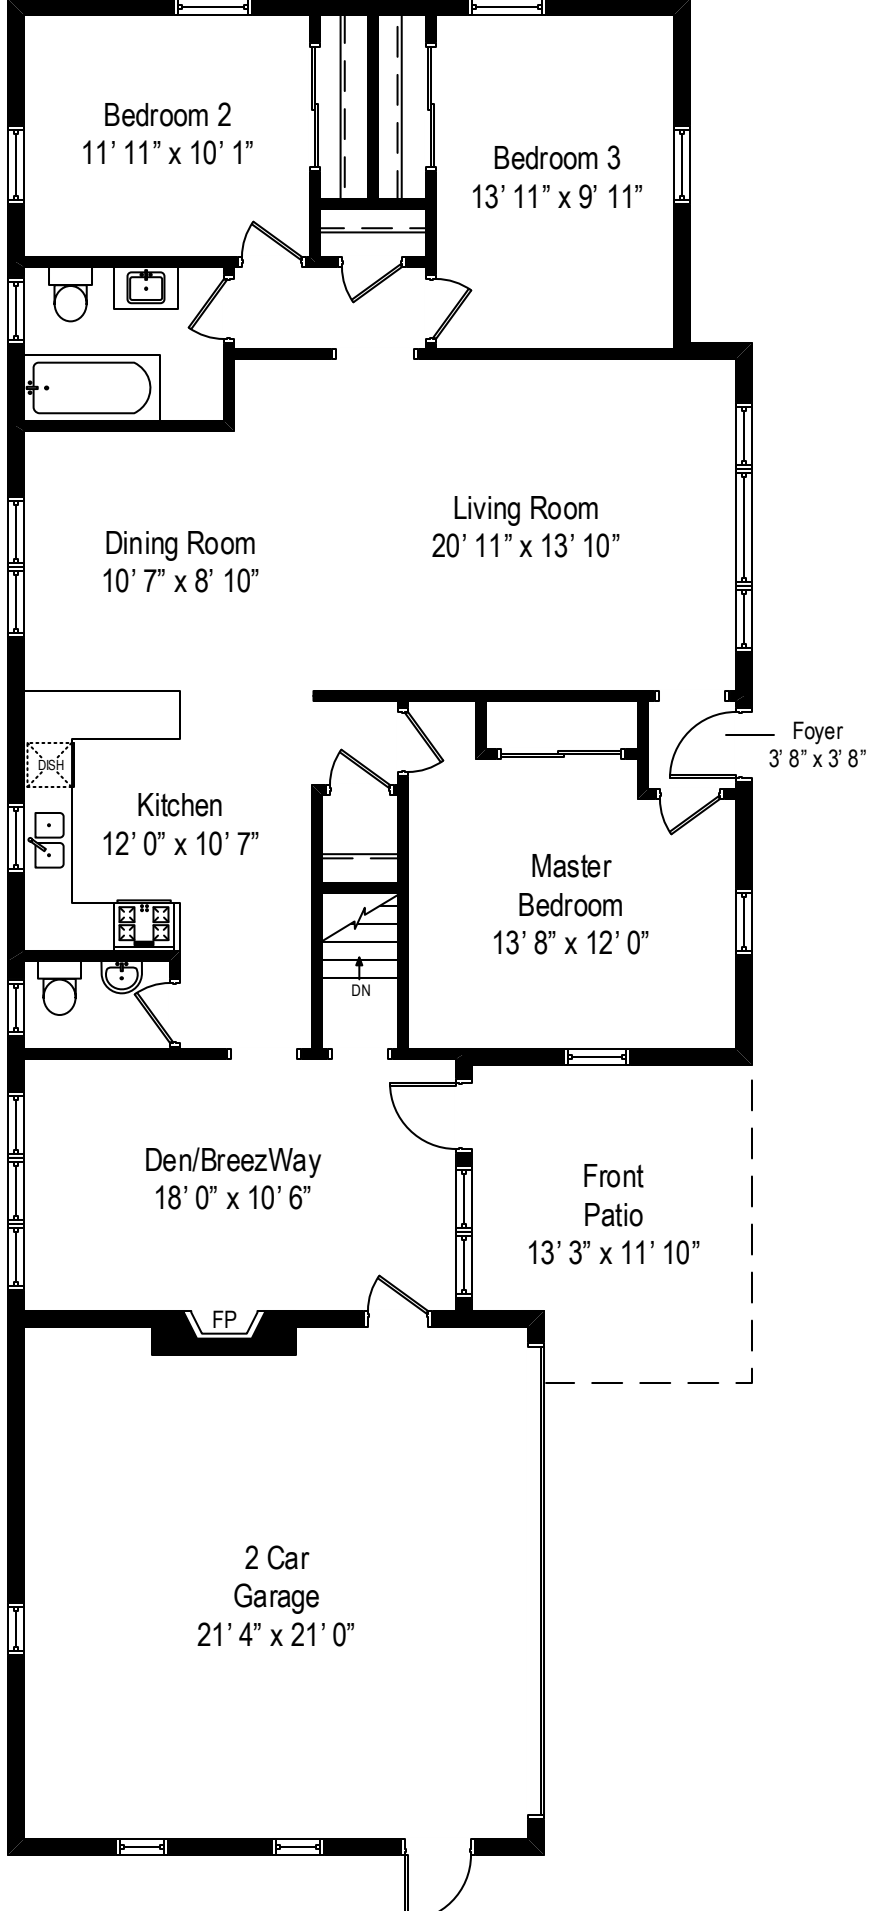 Bedroom 2
11’ 11” x 10’ 1”
Bedroom 3
13’ 11” x 9’ 11”
Living Room
20’ 11” x 13’ 10”
Dining Room
10’ 7” x 8’ 10”
Foyer
3’ 8” x 3’ 8”
DISH
Kitchen
12’ 0” x 10’ 7”
Master
Bedroom
13’ 8” x 12’ 0”
DN
Den/BreezWay
18’ 0” x 10’ 6”
Front
Patio
13’ 3” x 11’ 10”
FP
2 Car
Garage
21’ 4” x 21’ 0”